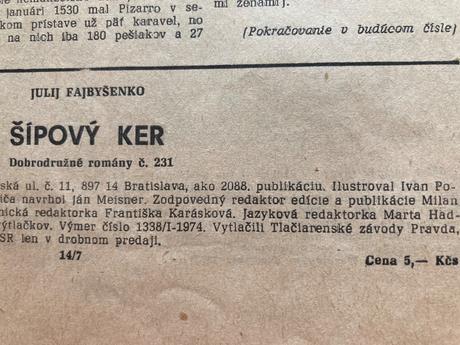 januári 1530 mal Pizarro v se-
kom prístave už päť karavel, no
na nich iba 180 pešiakov a 27
mi ženami].
(Pokračovanie v budúcom čísle)
JULIJ FAJBYŠENKO
ŠÍPOVÝ KER
Dobrodružné romány č. 231
ská ul. č. 11, 897 14 Bratislava, ako 2088. publikáciu. Ilustroval Ivan Po-
iča navrhol Ján Meisner. Zodpovedný redaktor edície a publikácie Milan
nická redaktorka Františka Karásková. Jazyková redaktorka Marta Had-
ýtlačkov. Výmer číslo 1338/I-1974. Vytlačili Tlačiarenské závody Pravda,
SR len v drobnom predaji.
14/7
Cena 5,— Kčs